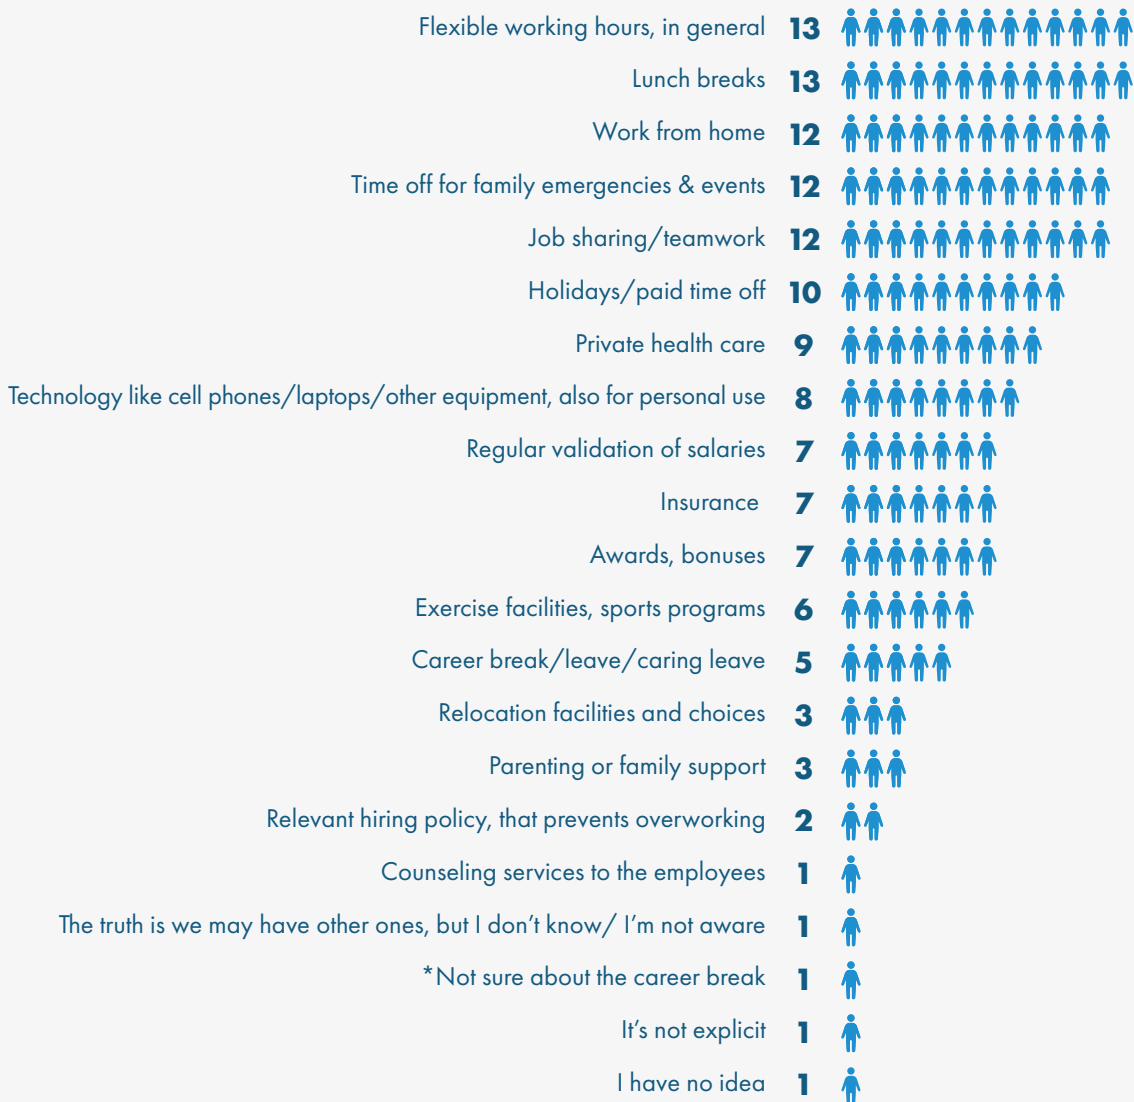 Flexible working hours, in general 13
Lunch breaks 13
Work from home 12
Time off for family emergencies & events 12
Job sharing/teamwork 12
Holidays/paid time off 10
Private health care 9
Technology like cell phones/laptops/other equipment, also for personal use 8
Regular validation of salaries 7
Insurance 7
Awards, bonuses 7
Exercise facilities, sports programs 6
Career break/leave/caring leave 5
Relocation facilities and choices 3
Parenting or family support 3
Relevant hiring policy, that prevents overworking 2
Counseling services to the employees 1
The truth is we may have other ones, but I don’t know/ I’m not aware 1
*Not sure about the career break 1
It’s not explicit 1
I have no idea 1